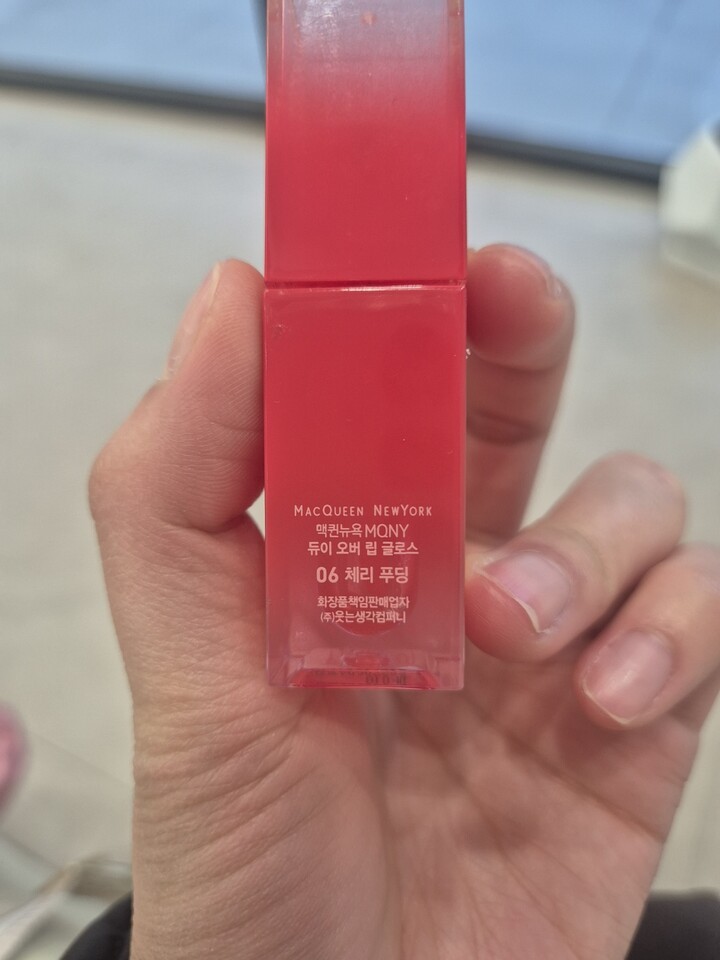 MACQUEEN NEWYORK
맥퀸뉴욕 MQNY
듀이 오버 립 글로스
06 체리 푸딩
화장품책임판매업자
(주)웃는생각컴퍼니